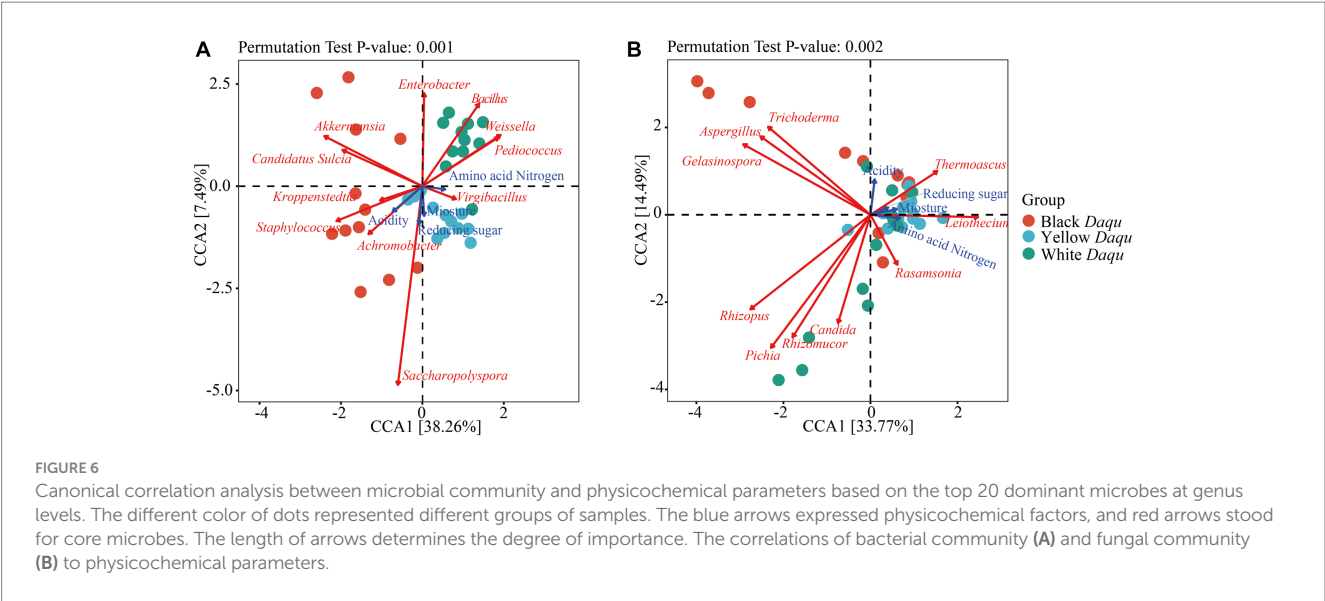 A
Permutation Test P-value: 0.001
CCA2 [7.49%]
2.5
0.0
-2.5
-5.0
Enterobacter
Bacillus
Akkermansia
Weissella
Candidatus Sulcia
Pediococcus
Amino acid Nitrogen
Kroppenstedtia
Virgibacillus
Acidity
Miosture
Staphylococcus
Reducing sugar
Achromobacter
Saccharopolyspora
-4
-2
0
2
CCA1 [38.26%]
B
Permutation Test P-value: 0.002
CCA2 [14.49%]
2
0
-2
-4
Trichoderma
Aspergillus
Gelasinospora
Thermoascus
Acidity
Reducing sugar
Miosture
Leiothecium
Amino acid Nitrogen
Rasamsonia
Rhizopus
Candida
Rhizomucor
Pichia
-4
-2
0
2
CCA1 [33.77%]
Group
Black Daqu
Yellow Daqu
White Daqu
FIGURE 6
Canonical correlation analysis between microbial community and physicochemical parameters based on the top 20 dominant microbes at genus
levels. The different color of dots represented different groups of samples. The blue arrows expressed physicochemical factors, and red arrows stood
for core microbes. The length of arrows determines the degree of importance. The correlations of bacterial community (A) and fungal community
(B) to physicochemical parameters.